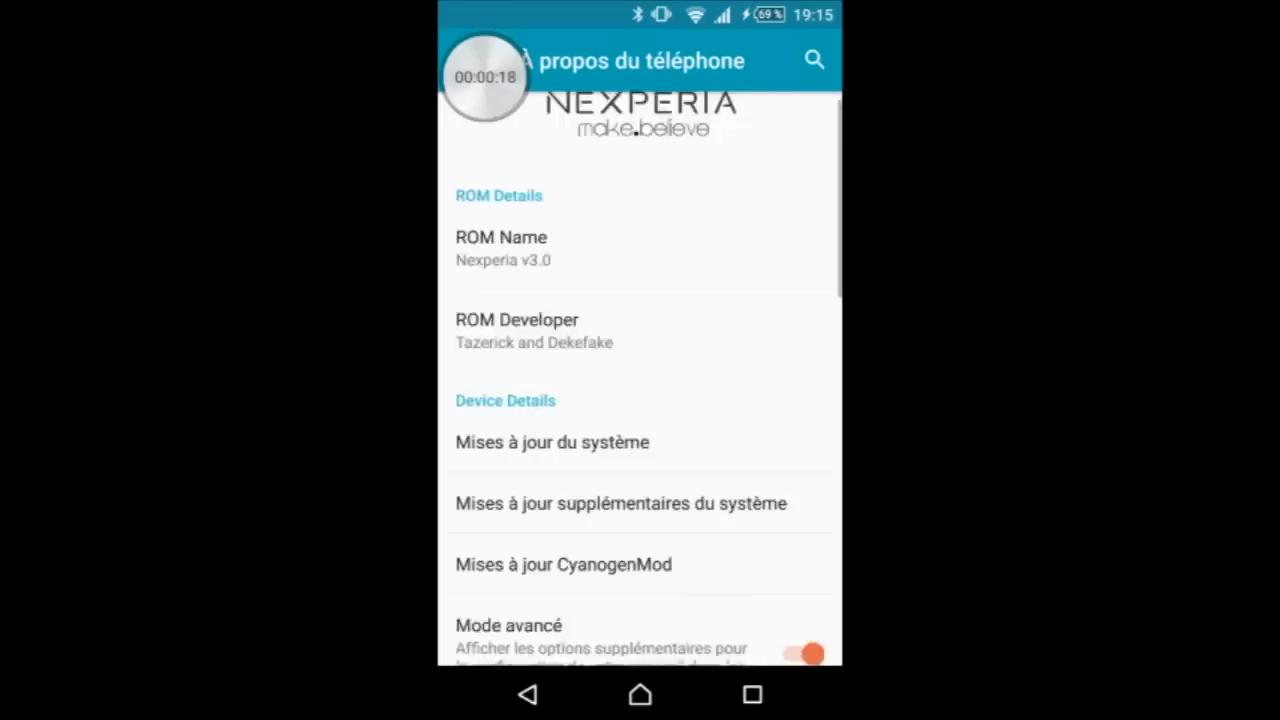 69 % 19:15
00:00:18
À propos du téléphone
NEXPERIA
make.believe
ROM Details
ROM Name
Nexperia v3.0
ROM Developer
Tazerick and Dekefake
Device Details
Mises à jour du système
Mises à jour supplémentaires du système
Mises à jour CyanogenMod
Mode avancé
Afficher les options supplémentaires pour